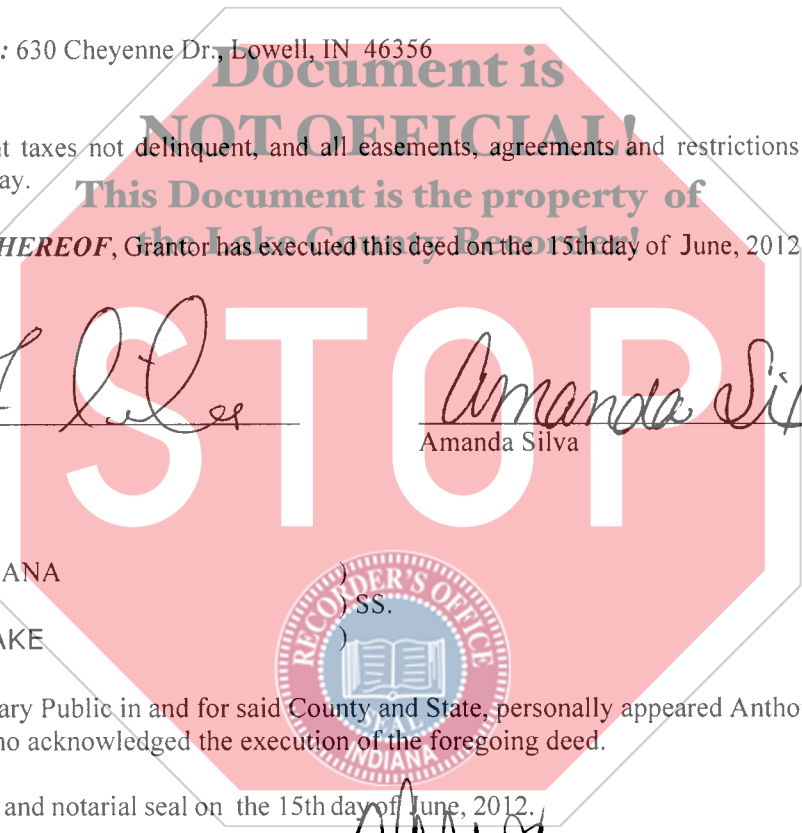 : 630 Cheyenne Dr., Lowell, IN 46356
Document is
NOT OFFICIAL!
t taxes not delinquent, and all easements, agreements and restrictions
ay.
This Document is the property of
the Lake County Recorder!
HEREOF, Grantor has executed this deed on the 15th day of June, 2012
STOP
Amanda Sil
Amanda Silva
ANA )
) SS.
AKE )
RECORDER'S OFFICE
SEAL
INDIANA
ary Public in and for said County and State, personally appeared Antho
o acknowledged the execution of the foregoing deed.
and notarial seal on the 15th day of June, 2012.